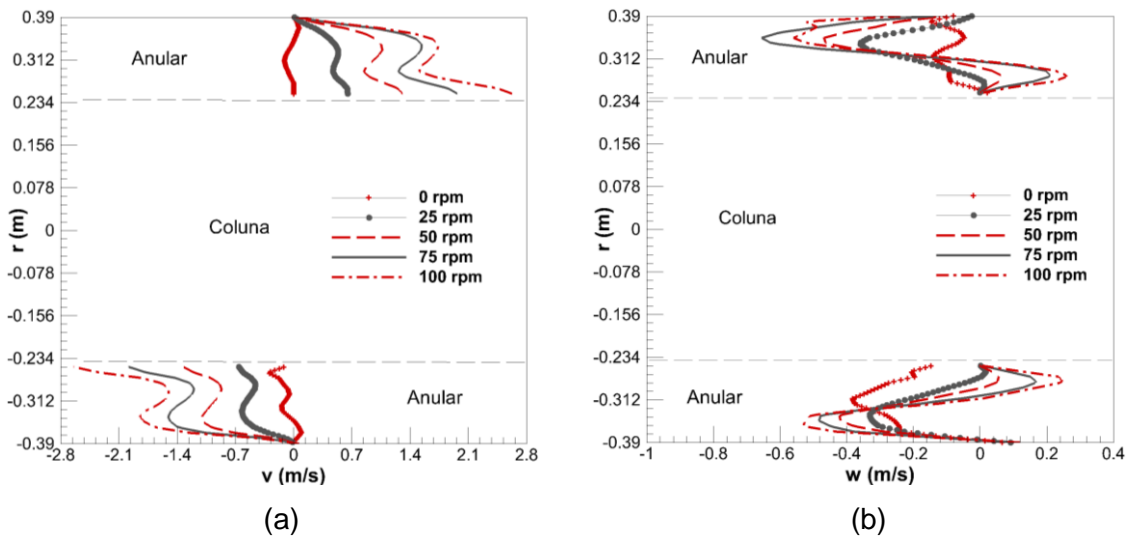 0.39
0.312
0.234
0.156
0.078
0
-0.078
-0.156
-0.234
-0.312
-0.39
r (m)
Anular
Coluna
Anular
0 rpm
25 rpm
50 rpm
75 rpm
100 rpm
-2.8 -2.1 -1.4 -0.7 0 0.7 1.4 2.1 2.8
v (m/s)
(a)
0.39
0.312
0.234
0.156
0.078
0
-0.078
-0.156
-0.234
-0.312
-0.39
r (m)
Anular
Coluna
Anular
0 rpm
25 rpm
50 rpm
75 rpm
100 rpm
-1 -0.8 -0.6 -0.4 -0.2 0 0.2 0.4
w (m/s)
(b)